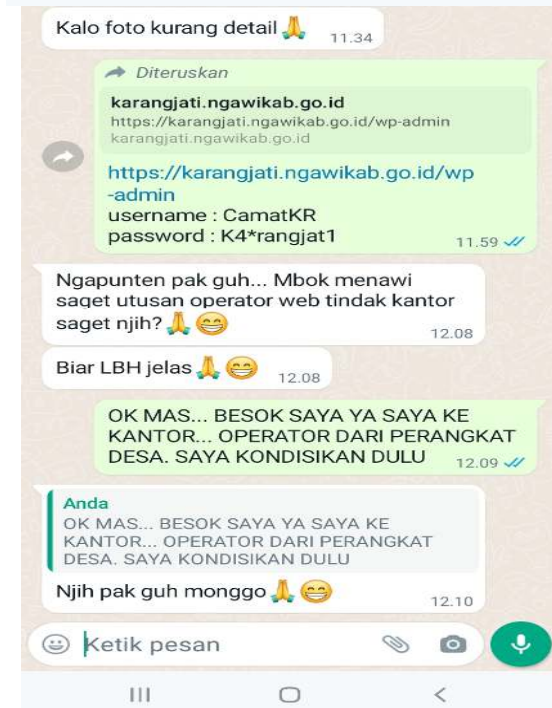 Kalo foto kurang detail🙏 11.34
Diteruskan
karangjati.ngawikab.go.id
https://karangjati.ngawikab.go.id/wp-admin
karangjati.ngawikab.go.id
https://karangjati.ngawikab.go.id/wp
-admin
username : CamatKR
password : K4*rangjat1
11.59
Ngapunten pak guh... Mbok menawi
saget utusan operator web tindak kantor
saget njih?🙏😁
12.08
Biar LBH jelas🙏😁 12.08
OK MAS... BESOK SAYA YA SAYA KE
KANTOR... OPERATOR DARI PERANGKAT
DESA. SAYA KONDISIKAN DULU 12.09
Anda
OK MAS... BESOK SAYA YA SAYA KE
KANTOR... OPERATOR DARI PERANGKAT
DESA. SAYA KONDISIKAN DULU
Njih pak guh monggo🙏😁
12.10
Ketik pesan